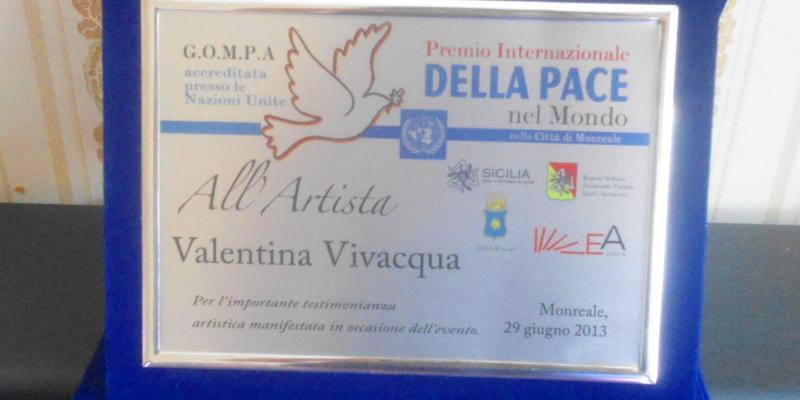 G.O.M.P.A
accreditata
presso le
Nazioni Unite
Premio Internazionale
DELLA PACE
nel Mondo
nella Città di Monreale
All'Artista
Valentina Vivacqua
SICILIA
EA
Per l'importante testimonianza
artistica manifestata in occasione dell'evento.
Monreale,
29 giugno 2013